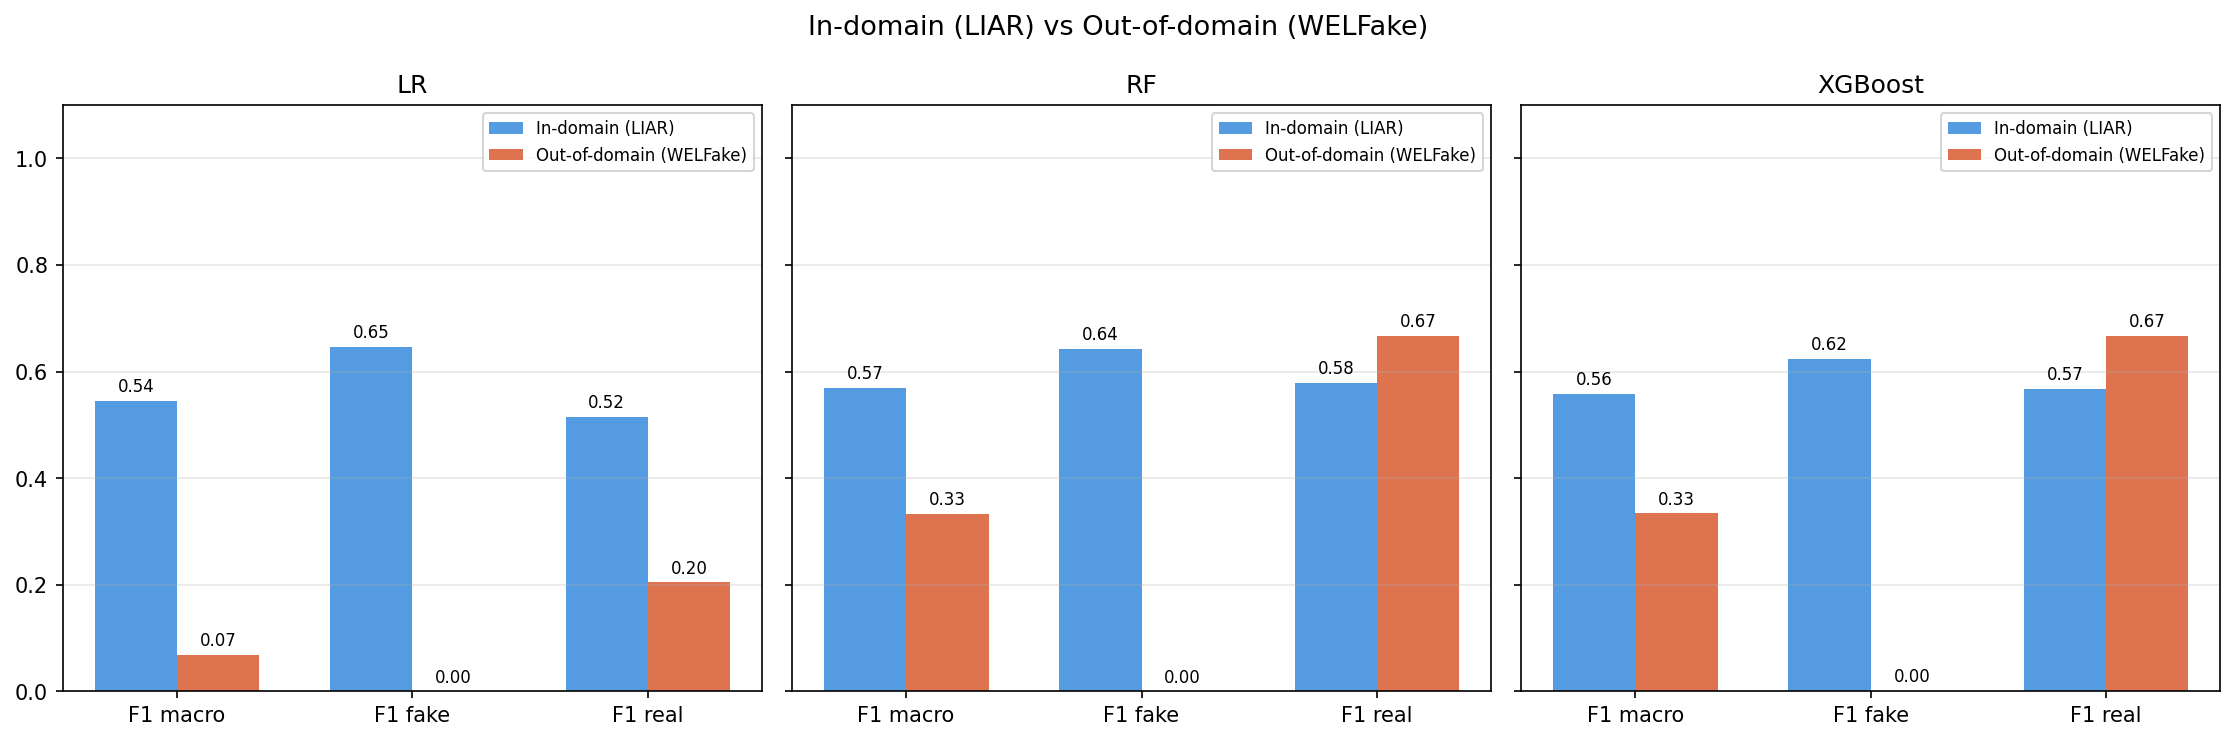 In-domain (LIAR) vs Out-of-domain (WELFake)
LR
In-domain (LIAR)
Out-of-domain (WELFake)
1.0
0.8
0.6
0.4
0.2
0.0
0.54
0.07
0.65
0.00
0.52
0.20
F1 macro
F1 fake
F1 real
RF
In-domain (LIAR)
Out-of-domain (WELFake)
0.57
0.33
0.64
0.00
0.58
0.67
F1 macro
F1 fake
F1 real
XGBoost
In-domain (LIAR)
Out-of-domain (WELFake)
0.56
0.33
0.62
0.00
0.57
0.67
F1 macro
F1 fake
F1 real